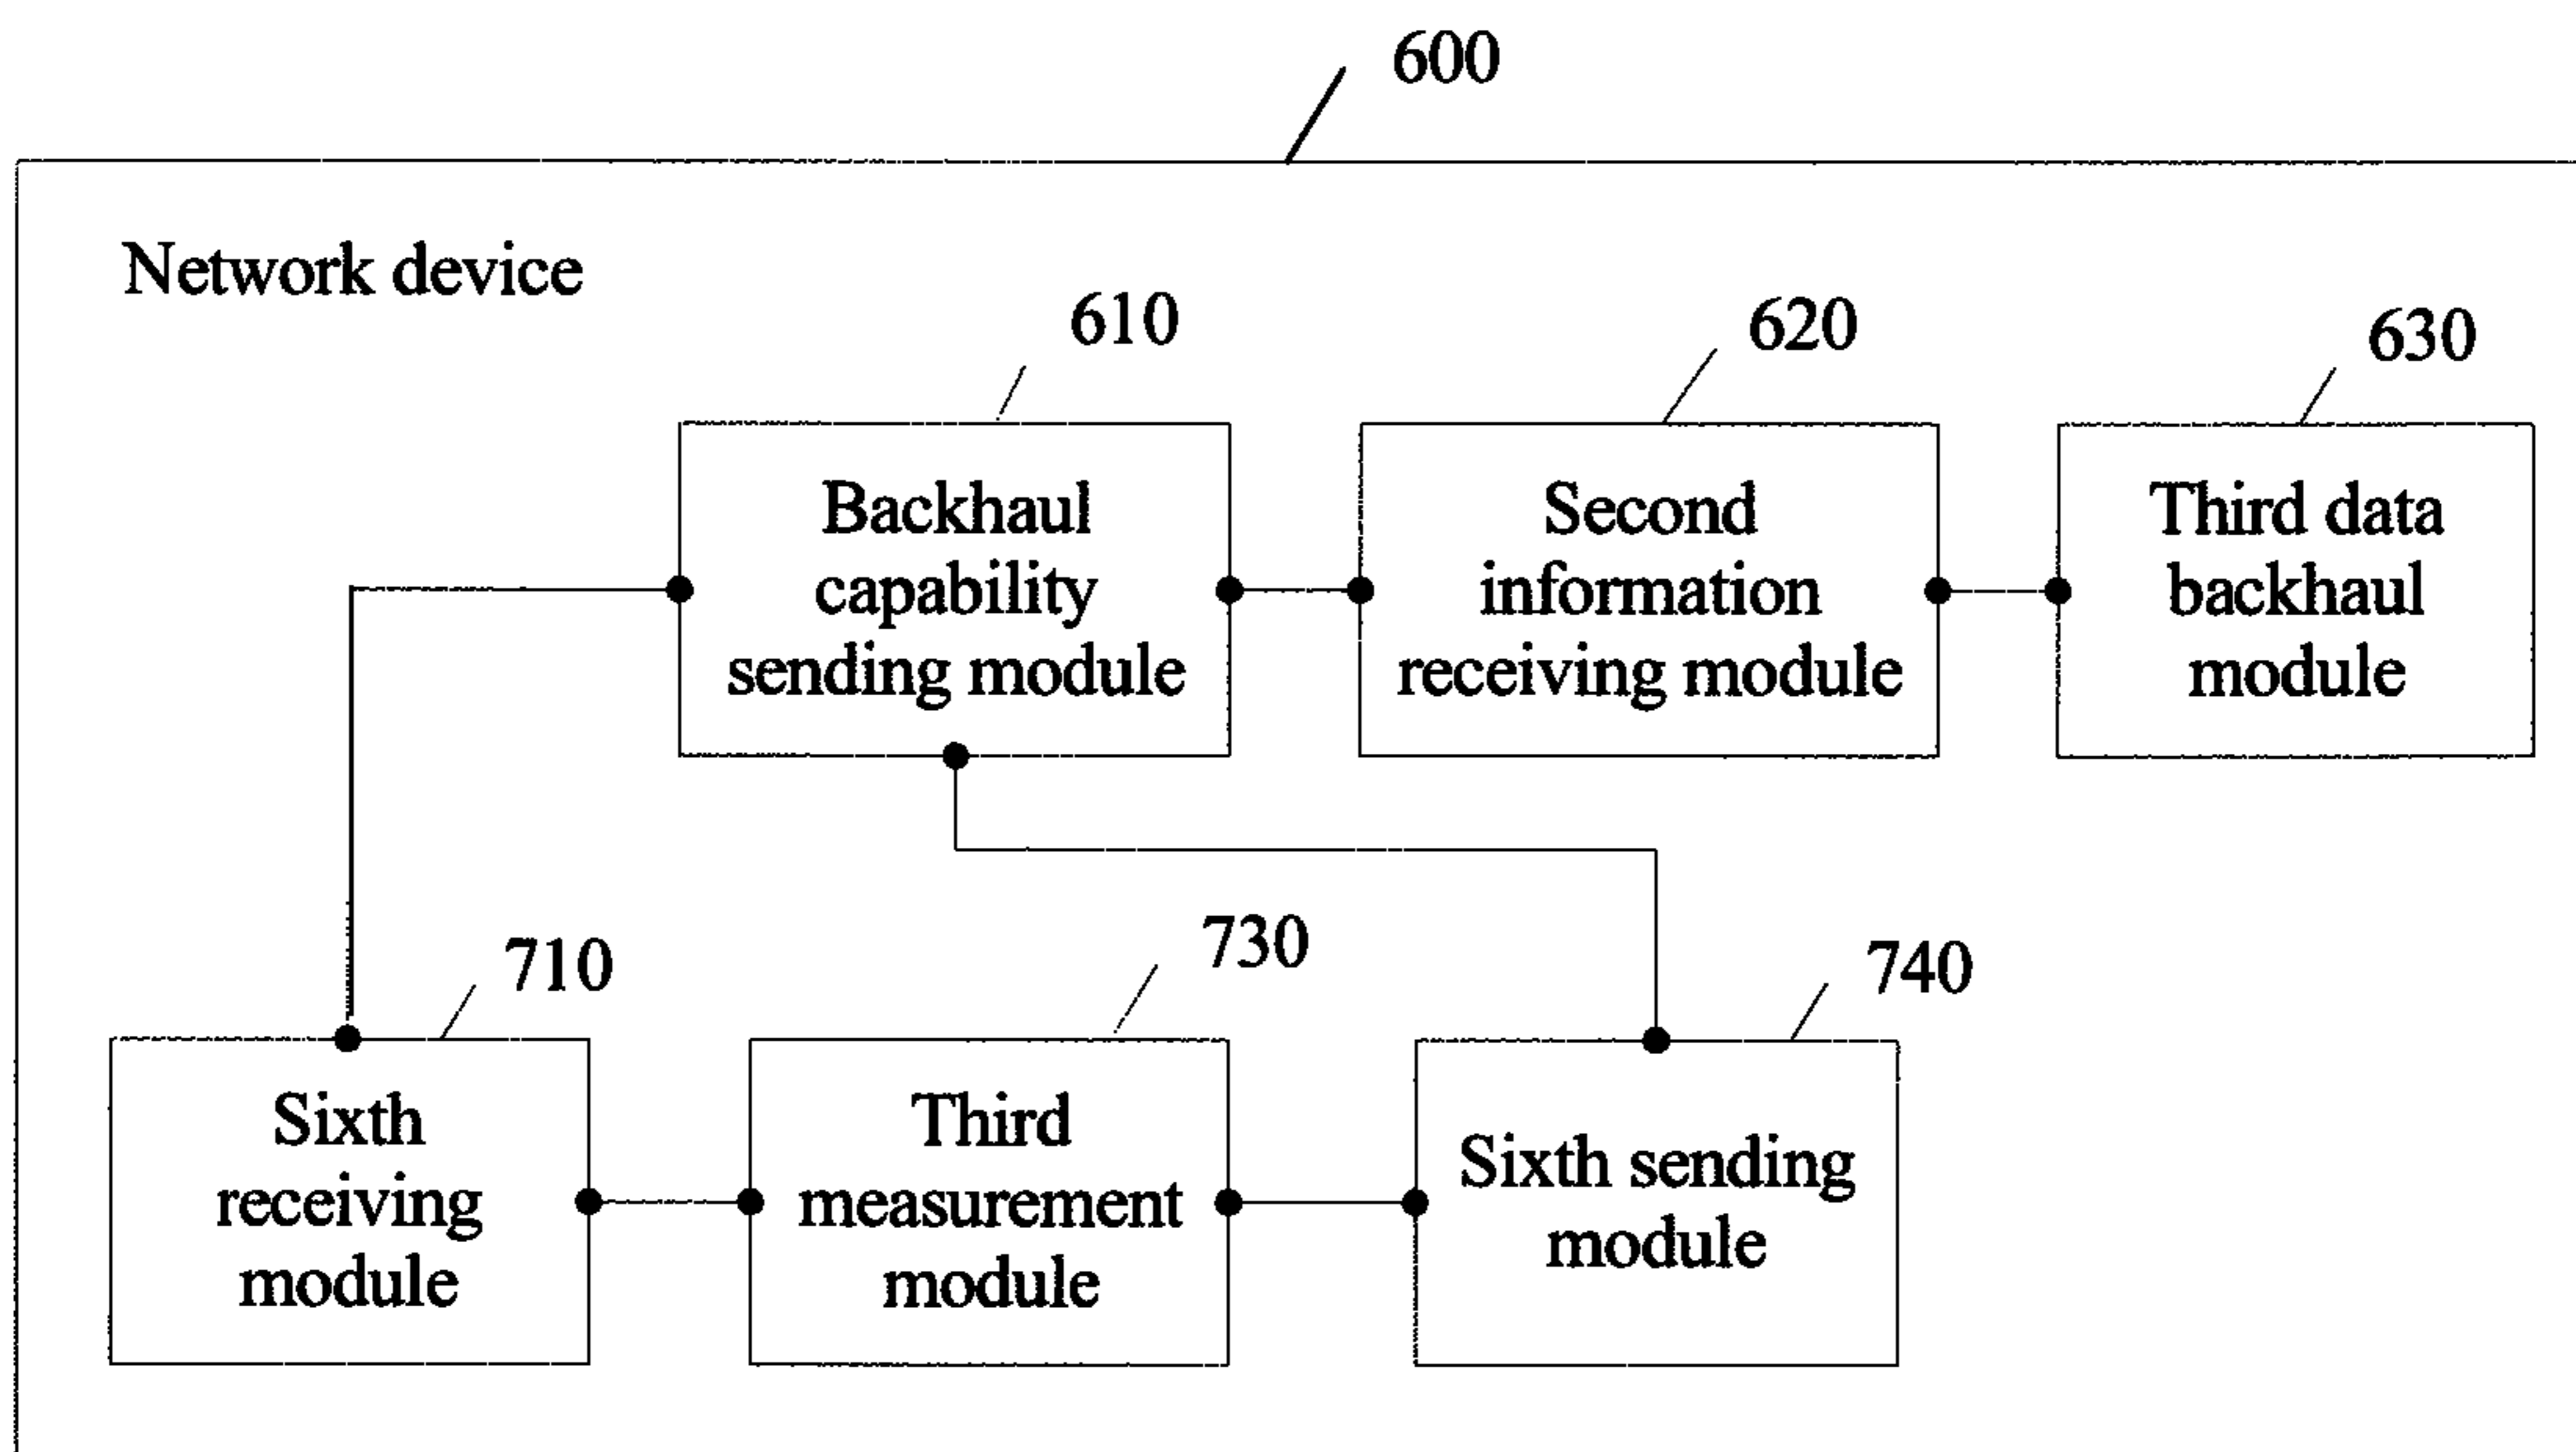 600
Network device
610
620
630
Backhaul
capability
sending module
Second
information
receiving module
Third data
backhaul
module
710
730
740
Sixth
receiving
module
Third
measurement
module
Sixth sending
module